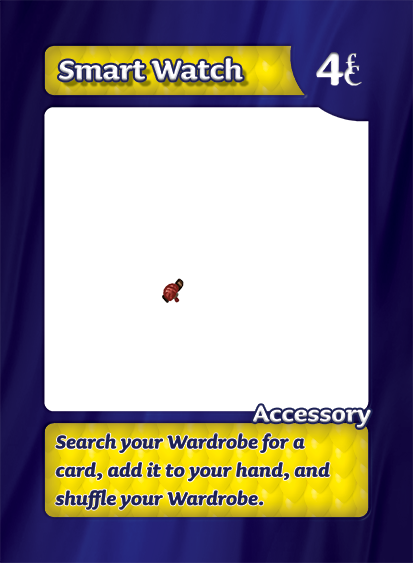 Smart Watch
4 £C
Accessory
Search your Wardrobe for a
card, add it to your hand, and
shuffle your Wardrobe.